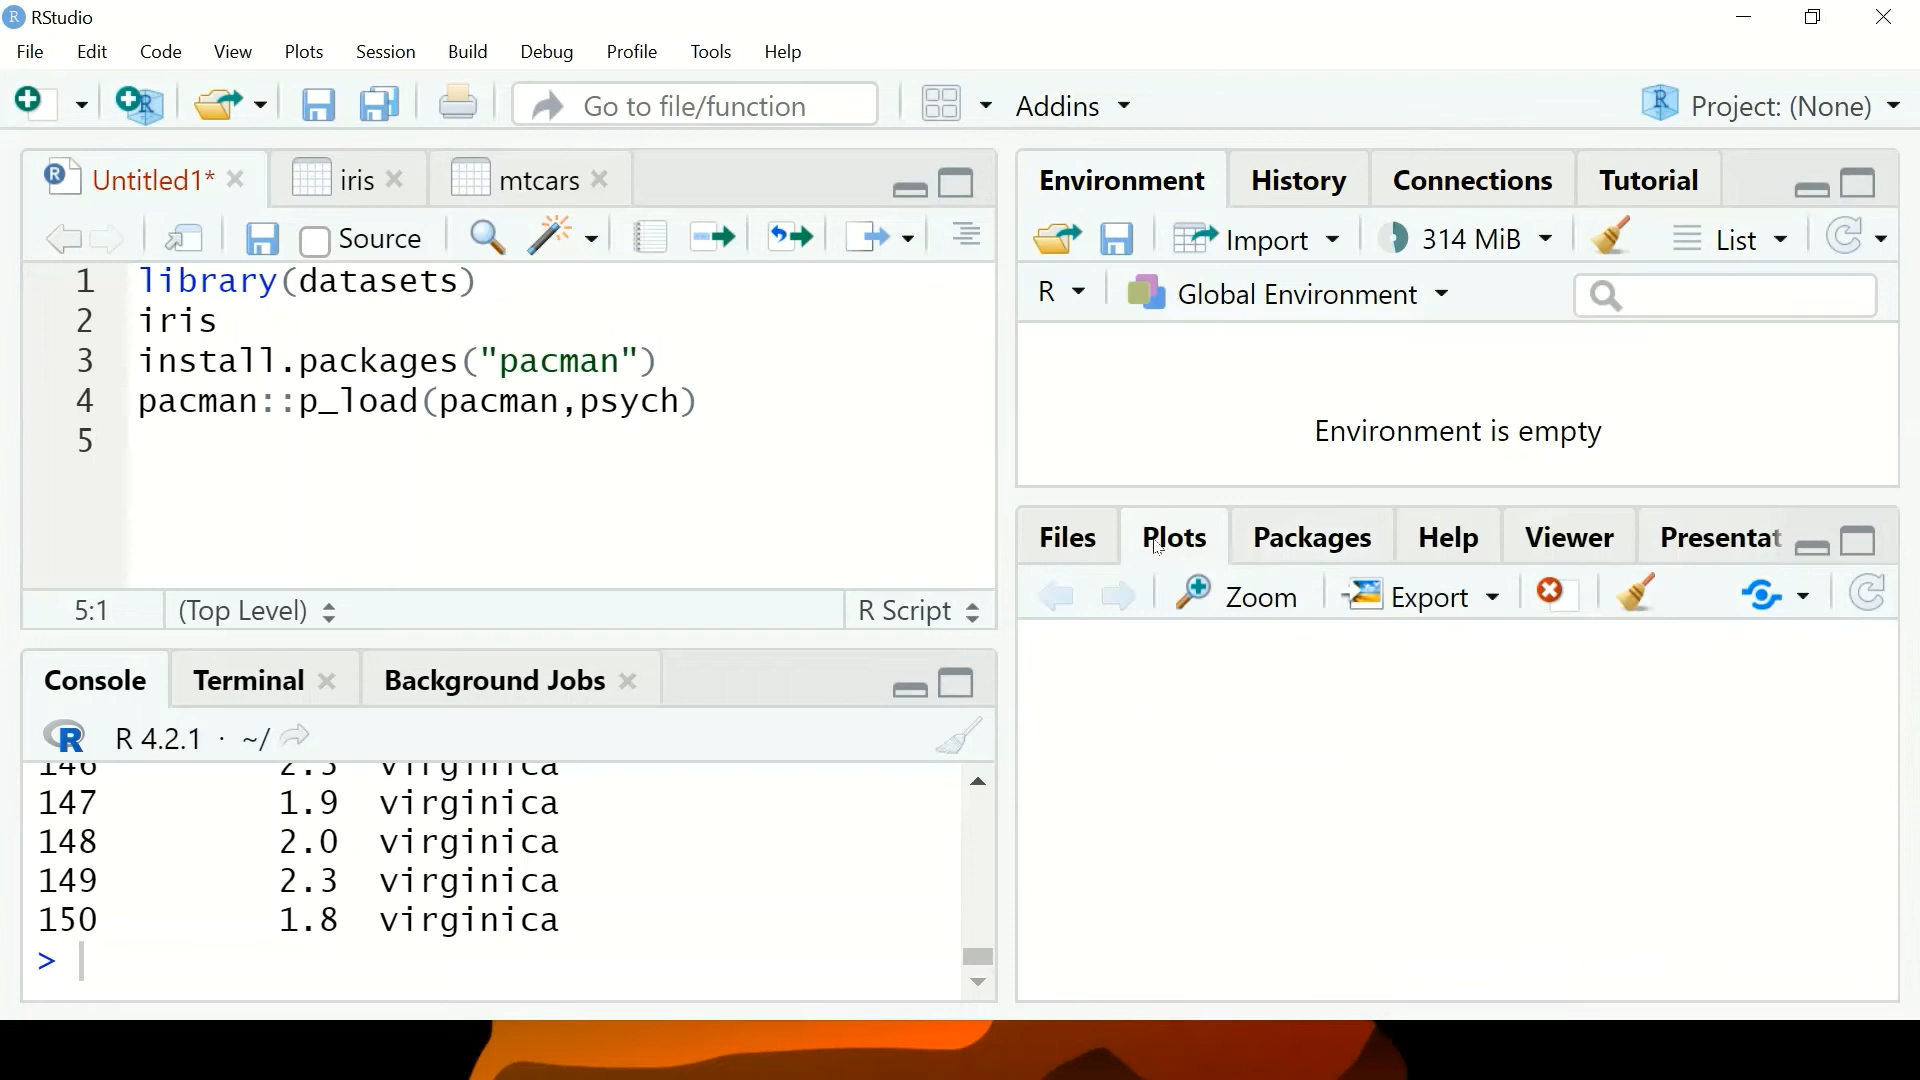 RStudio
File Edit Code View Plots Session Build Debug Profile Tools Help
Go to file/function Addins Project: (None)
Untitled1* iris mtcars
Source
1 library(datasets)
2 iris
3 install.packages("pacman")
4 pacman::p_load(pacman,psych)
5
5:1 (Top Level) R Script
Console Terminal Background Jobs
R 4.2.1 · ~/
146 2.3 virginica
147 1.9 virginica
148 2.0 virginica
149 2.3 virginica
150 1.8 virginica
>
Environment History Connections Tutorial
Import 314 MiB List
R Global Environment
Environment is empty
Files Plots Packages Help Viewer Presentat
Zoom Export